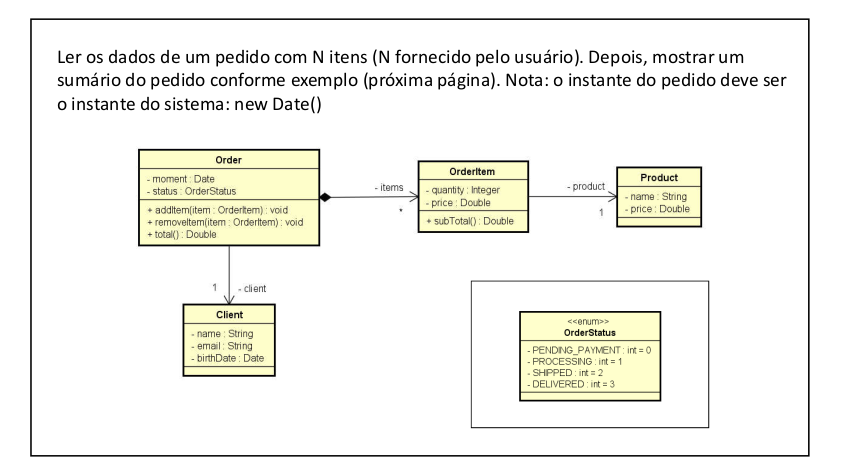 Ler os dados de um pedido com N itens (N fornecido pelo usuário). Depois, mostrar um
sumário do pedido conforme exemplo (próxima página). Nota: o instante do pedido deve ser
o instante do sistema: new Date()
Order
- moment : Date
- status : OrderStatus
+ addItem(item : OrderItem) : void
+ removeItem(item : OrderItem) : void
+ total() : Double
- items
*
OrderItem
- quantity : Integer
- price : Double
+ subTotal() : Double
- product
1
Product
- name : String
- price : Double
1
- client
Client
- name : String
- email : String
- birthDate : Date
<<enum>>
OrderStatus
- PENDING_PAYMENT : int = 0
- PROCESSING : int = 1
- SHIPPED : int = 2
- DELIVERED : int = 3